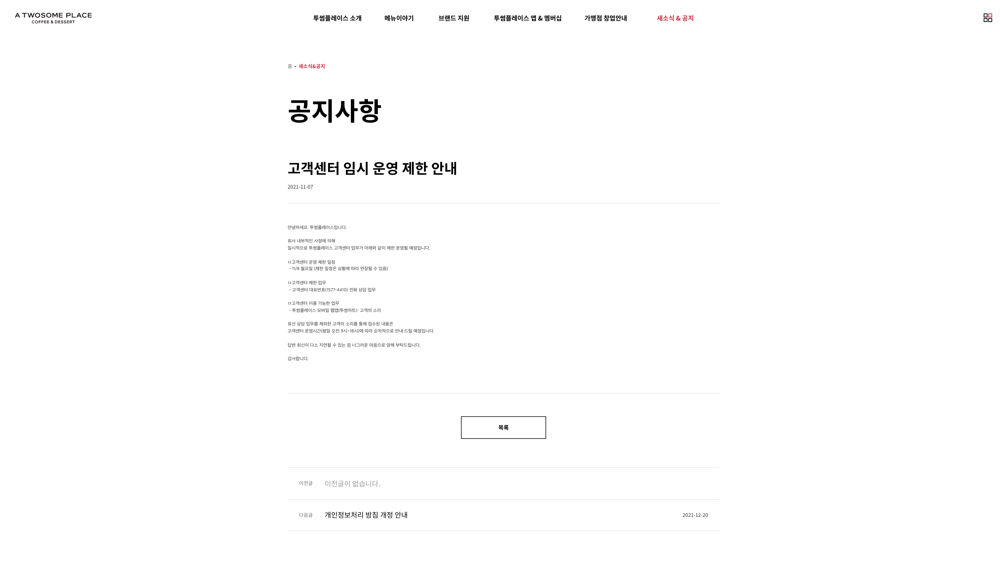 A TWOSOME PLACE
COFFEE & DESSERT
투썸플레이스 소개
메뉴이야기
브랜드 지원
투썸플레이스 앱 & 멤버십
가맹점 창업안내
새소식 & 공지
홈 - 새소식&공지
공지사항
고객센터 임시 운영 제한 안내
2021-11-07
안녕하세요. 투썸플레이스입니다.
회사 내부적인 사정에 의해
일시적으로 투썸플레이스 고객센터 업무가 아래와 같이 제한 운영될 예정입니다.
ㅁ고객센터 운영 제한 일정
- 11/8 월요일 (제한 일정은 상황에 따라 연장될 수 있음)
ㅁ고객센터 제한 업무
- 고객센터 대표번호(1577-4410) 전화 상담 업무
ㅁ고객센터 이용 가능한 업무
- 투썸플레이스 모바일 웹앱(투썸하트): 고객의 소리
유선 상담 업무를 제외한 고객의 소리를 통해 접수된 내용은
고객센터 운영시간(평일 오전 9시~18시)에 따라 순차적으로 안내 드릴 예정입니다.
답변 회신이 다소 지연될 수 있는 점 너그러운 마음으로 양해 부탁드립니다.
감사합니다.
목록
이전글 이전글이 없습니다.
다음글 개인정보처리 방침 개정 안내 2021-12-20